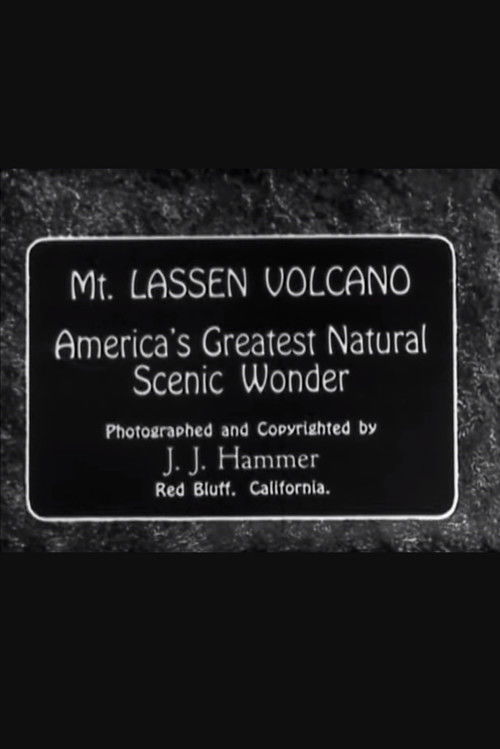 Mt. LASSEN VOLCANO
America's Greatest Natural
Scenic Wonder
Photographed and Copyrighted by
J. J. Hammer
Red Bluff. California.